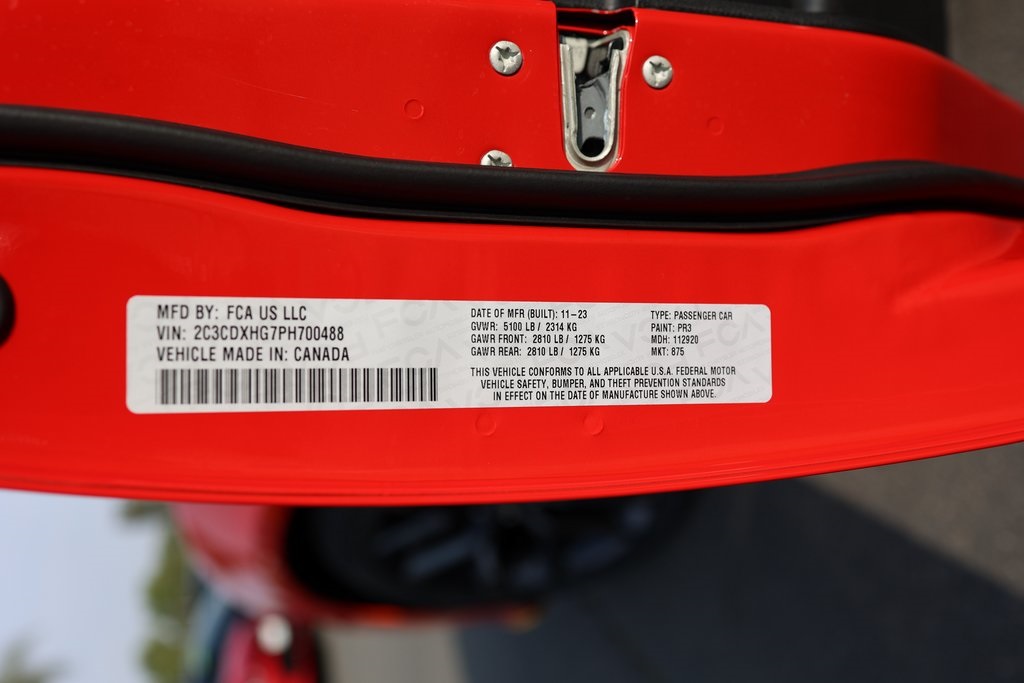 MFD BY: FCA US LLC
VIN: 2C3CDXHG7PH700488
VEHICLE MADE IN: CANADA
DATE OF MFR (BUILT): 11-23
GVWR: 5100 LB / 2314 KG
GAWR FRONT: 2810 LB / 1275 KG
GAWR REAR: 2810 LB / 1275 KG
TYPE: PASSENGER CAR
PAINT: PR3
MDH: 112920
MKT: 875
THIS VEHICLE CONFORMS TO ALL APPLICABLE U.S.A. FEDERAL MOTOR
VEHICLE SAFETY, BUMPER, AND THEFT PREVENTION STANDARDS
IN EFFECT ON THE DATE OF MANUFACTURE SHOWN ABOVE.